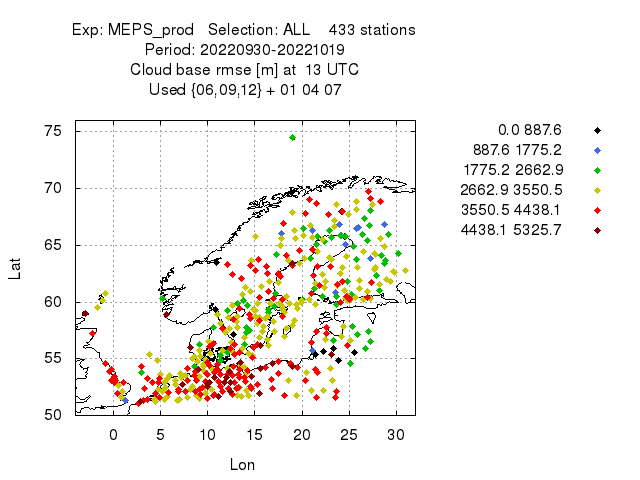 Exp: MEPS_prod   Selection: ALL    433 stations
Period: 20220930-20221019
Cloud base rmse [m] at  13 UTC
Used {06,09,12} + 01 04 07
0.0 887.6
887.6 1775.2
1775.2 2662.9
2662.9 3550.5
3550.5 4438.1
4438.1 5325.7
75
70
65
60
55
50
Lat
0 5 10 15 20 25 30
Lon